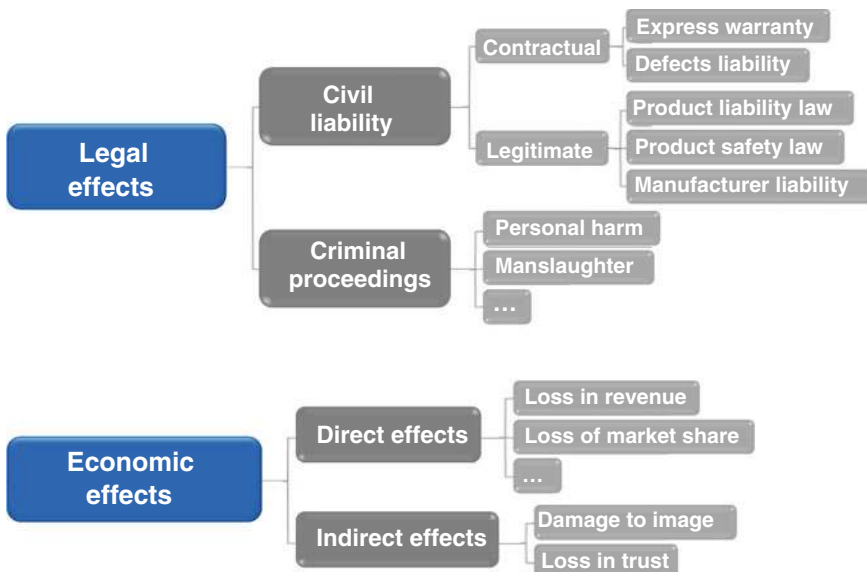 Legal
effects
Civil
liability
Contractual
Express warranty
Defects liability
Legitimate
Product liability law
Product safety law
Manufacturer liability
Criminal
proceedings
Personal harm
Manslaughter
...
Economic
effects
Direct effects
Loss in revenue
Loss of market share
...
Indirect effects
Damage to image
Loss in trust